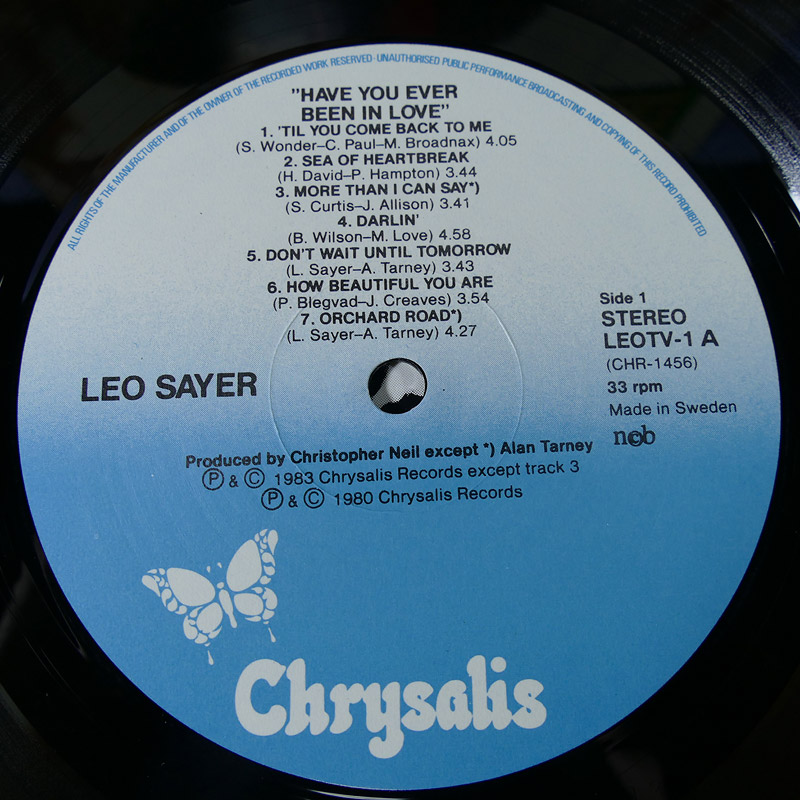 ALL RIGHTS OF THE MANUFACTURER AND OF THE OWNER OF THE RECORDED WORK RESERVED · UNAUTHORISED PUBLIC PERFORMANCE BROADCASTING AND COPYING OF THIS RECORD PROHIBITED
"HAVE YOU EVER
BEEN IN LOVE"
1. 'TIL YOU COME BACK TO ME
(S. Wonder–C. Paul–M. Broadnax) 4.05
2. SEA OF HEARTBREAK
(H. David–P. Hampton) 3.44
3. MORE THAN I CAN SAY*)
(S. Curtis–J. Allison) 3.41
4. DARLIN'
(B. Wilson–M. Love) 4.58
5. DON'T WAIT UNTIL TOMORROW
(L. Sayer–A. Tarney) 3.43
6. HOW BEAUTIFUL YOU ARE
(P. Blegvad–J. Creaves) 3.54
7. ORCHARD ROAD*)
(L. Sayer–A. Tarney) 4.27
Side 1
STEREO
LEOTV-1 A
(CHR-1456)
33 rpm
Made in Sweden
ncb
LEO SAYER
Produced by Christopher Neil except *) Alan Tarney
Ⓟ & Ⓒ 1983 Chrysalis Records except track 3
Ⓟ & Ⓒ 1980 Chrysalis Records
Chrysalis